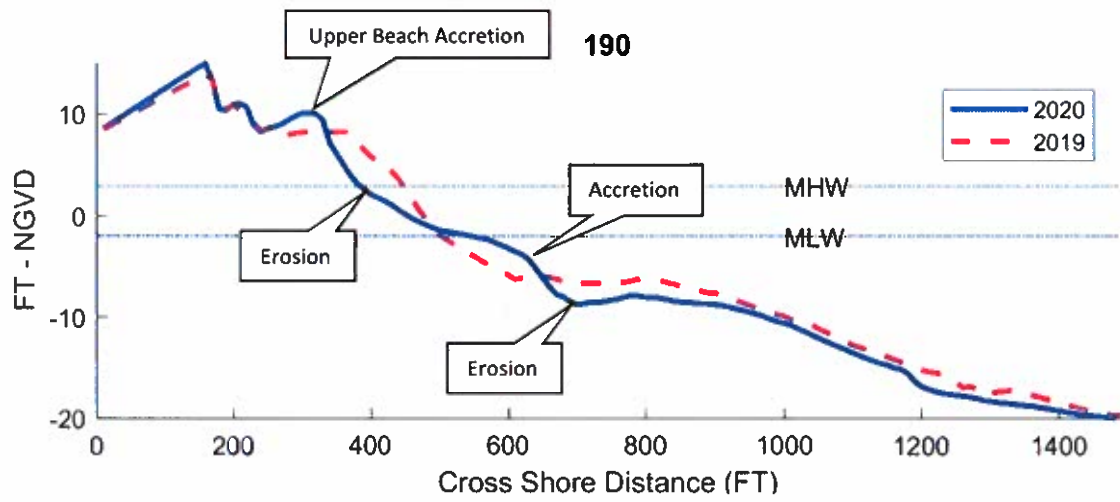 190
Upper Beach Accretion
2020
2019
Accretion
MHW
MLW
Erosion
Erosion
FT - NGVD
10
0
-10
-20
0 200 400 600 800 1000 1200 1400
Cross Shore Distance (FT)